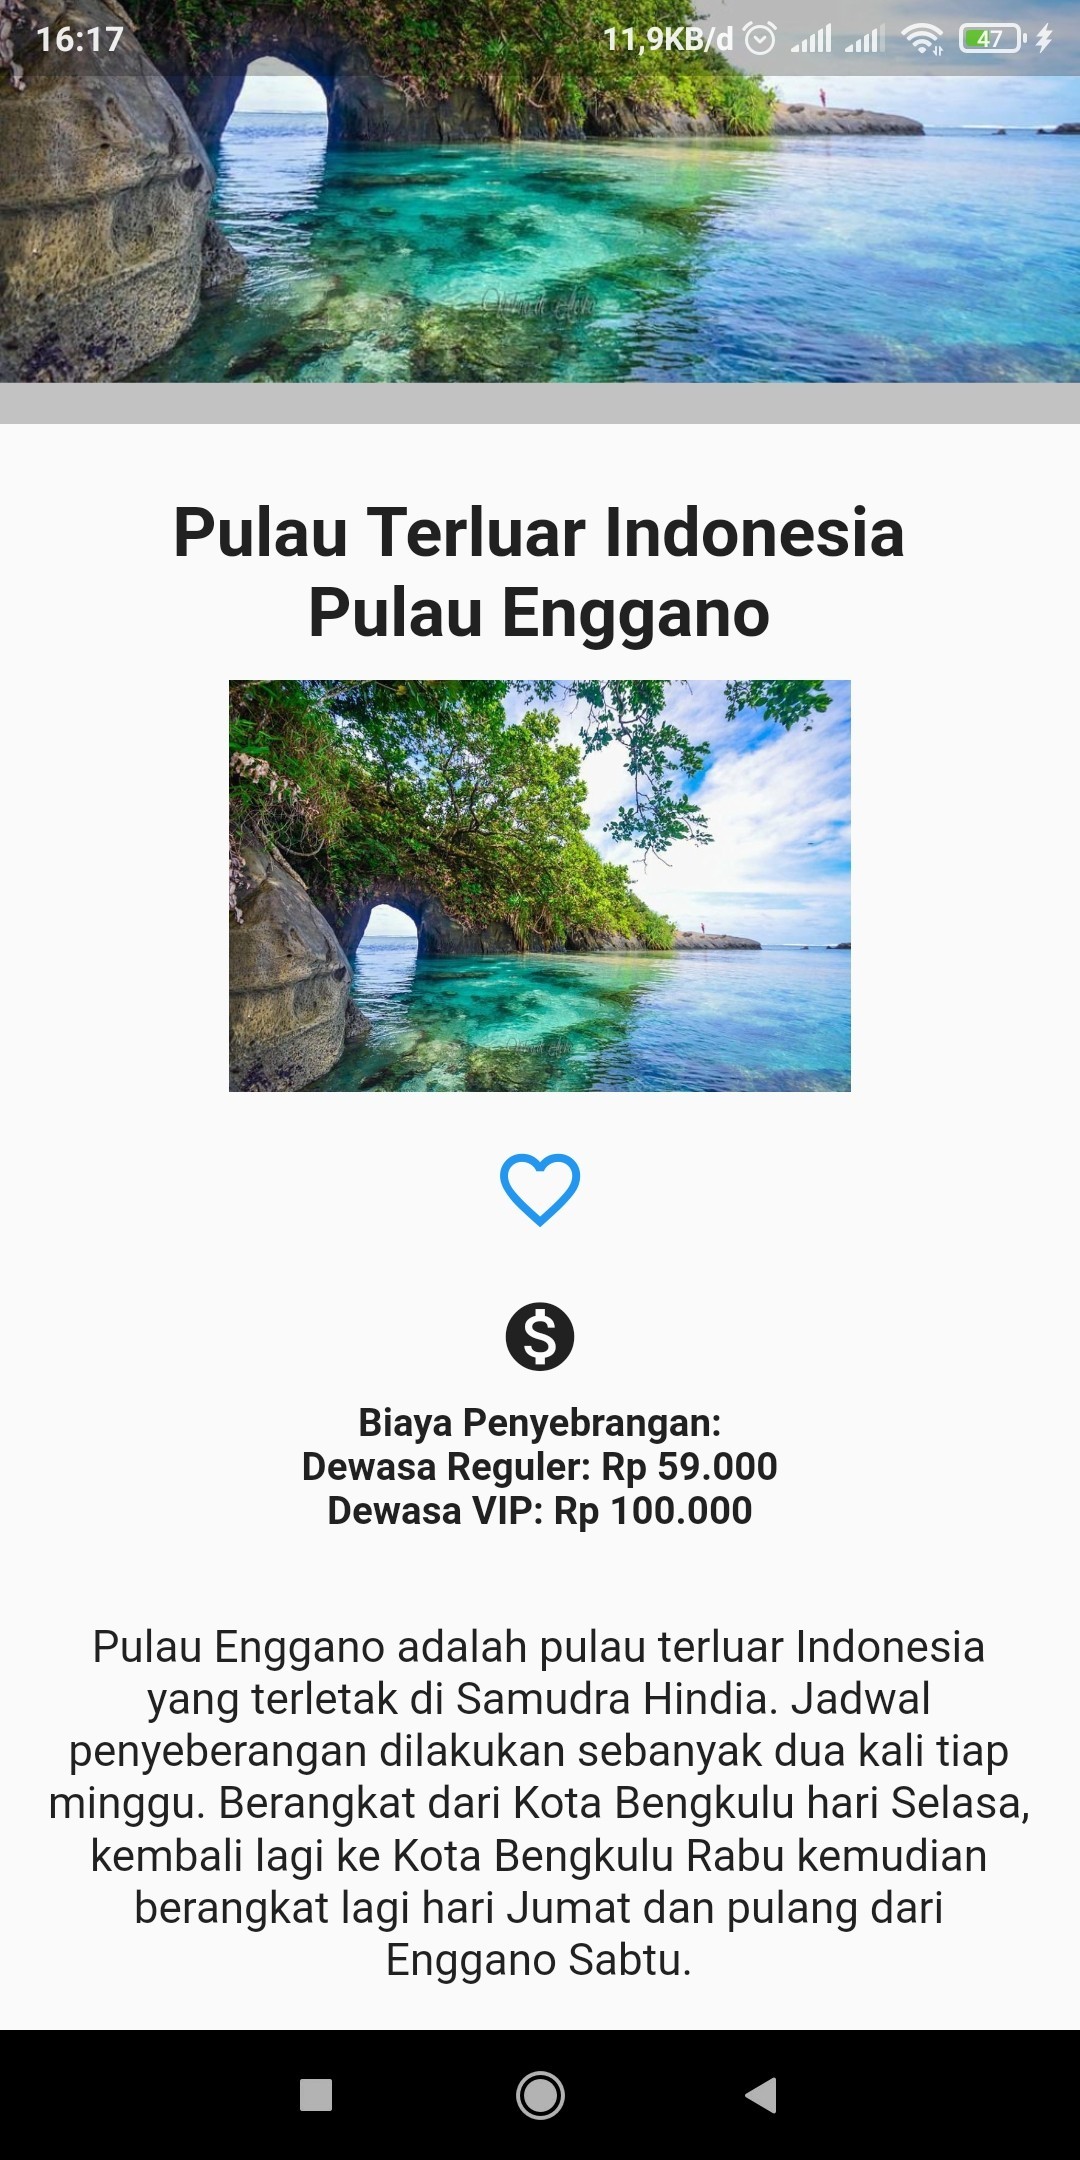 16:17
11,9KB/d
47
Pulau Terluar Indonesia
Pulau Enggano
Biaya Penyebrangan:
Dewasa Reguler: Rp 59.000
Dewasa VIP: Rp 100.000
Pulau Enggano adalah pulau terluar Indonesia
yang terletak di Samudra Hindia. Jadwal
penyeberangan dilakukan sebanyak dua kali tiap
minggu. Berangkat dari Kota Bengkulu hari Selasa,
kembali lagi ke Kota Bengkulu Rabu kemudian
berangkat lagi hari Jumat dan pulang dari
Enggano Sabtu.